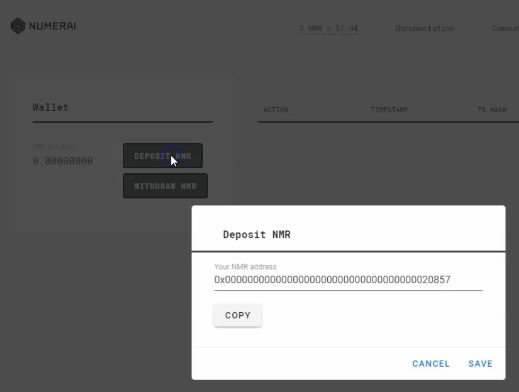 NUMERAI
1 NMR = $7.04
Documentation
Commun
Wallet
ACTION
TIMESTAMP
TX HASH
NMR Balance
0.00000000
DEPOSIT NMR
WITHDRAW NMR
Deposit NMR
Your NMR address
0x0000000000000000000000000000000000020857
COPY
CANCEL
SAVE